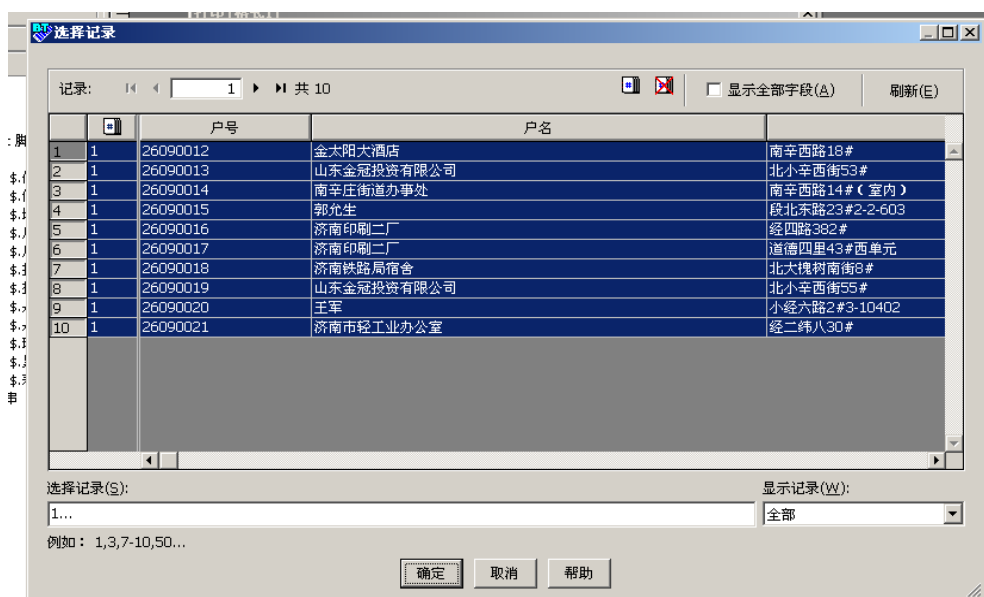 选择记录
记录: 1 共 10 显示全部字段(A) 刷新(E)
户号 户名
1 1 26090012 金太阳大酒店 南辛西路18#
2 1 26090013 山东金冠投资有限公司 北小辛西街53#
3 1 26090014 南辛庄街道办事处 南辛西路14#(室内)
4 1 26090015 郭允生 段北东路23#2-2-603
5 1 26090016 济南印刷二厂 经四路382#
6 1 26090017 济南印刷二厂 道德四里43#西单元
7 1 26090018 济南铁路局宿舍 北大槐树南街8#
8 1 26090019 山东金冠投资有限公司 北小辛西街55#
9 1 26090020 王军 小经六路2#3-10402
10 1 26090021 济南市轻工业办公室 经二纬八30#
选择记录(S): 显示记录(W):
1... 全部
例如: 1,3,7-10,50...
确定 取消 帮助